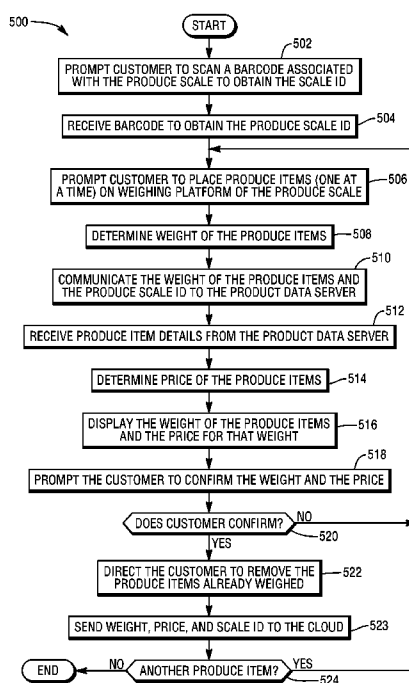 500
START
502
PROMPT CUSTOMER TO SCAN A BARCODE ASSOCIATED
WITH THE PRODUCE SCALE TO OBTAIN THE SCALE ID
504
RECEIVE BARCODE TO OBTAIN THE PRODUCE SCALE ID
PROMPT CUSTOMER TO PLACE PRODUCE ITEMS (ONE AT
A TIME) ON WEIGHING PLATFORM OF THE PRODUCE SCALE
506
DETERMINE WEIGHT OF THE PRODUCE ITEMS
508
510
COMMUNICATE THE WEIGHT OF THE PRODUCE ITEMS AND
THE PRODUCE SCALE ID TO THE PRODUCT DATA SERVER
512
RECEIVE PRODUCE ITEM DETAILS FROM THE PRODUCT DATA SERVER
DETERMINE PRICE OF THE PRODUCE ITEMS
514
DISPLAY THE WEIGHT OF THE PRODUCE ITEMS
AND THE PRICE FOR THAT WEIGHT
516
518
PROMPT THE CUSTOMER TO CONFIRM THE WEIGHT AND THE PRICE
DOES CUSTOMER CONFIRM?
NO
520
YES
DIRECT THE CUSTOMER TO REMOVE THE
PRODUCE ITEMS ALREADY WEIGHED
522
SEND WEIGHT, PRICE, AND SCALE ID TO THE CLOUD
523
END
NO
ANOTHER PRODUCE ITEM?
YES
524